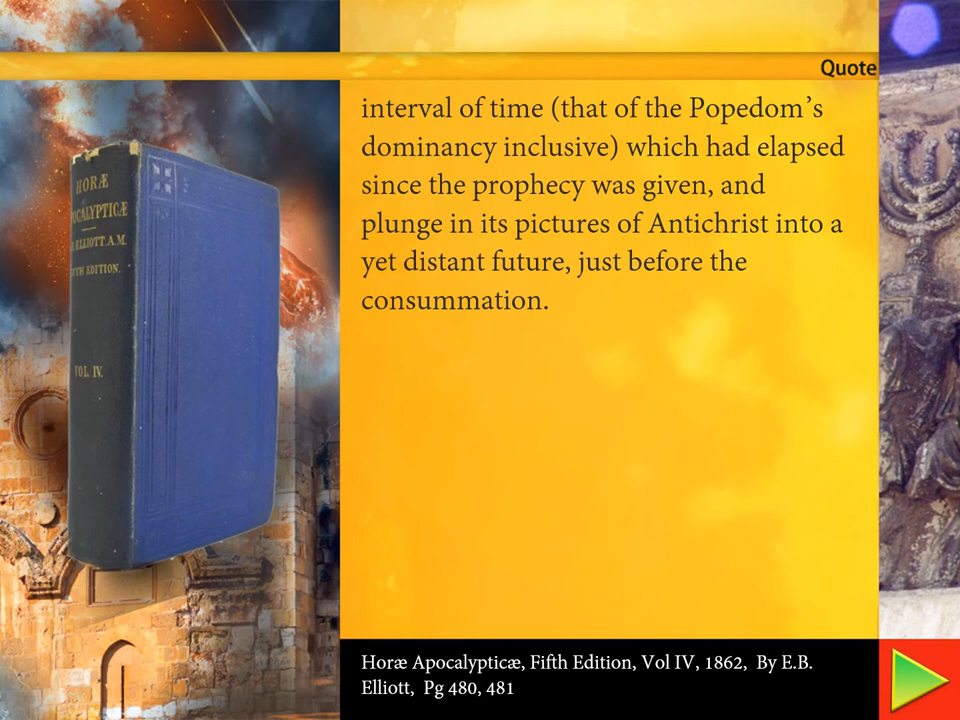 Quote
interval of time (that of the Popedom’s
dominancy inclusive) which had elapsed
since the prophecy was given, and
plunge in its pictures of Antichrist into a
yet distant future, just before the
consummation.
HORÆ
POCALYPTICÆ
ELLIOTT. A.M.
FTH EDITION.
VOL. IV.
Horæ Apocalypticæ, Fifth Edition, Vol IV, 1862, By E.B.
Elliott, Pg 480, 481